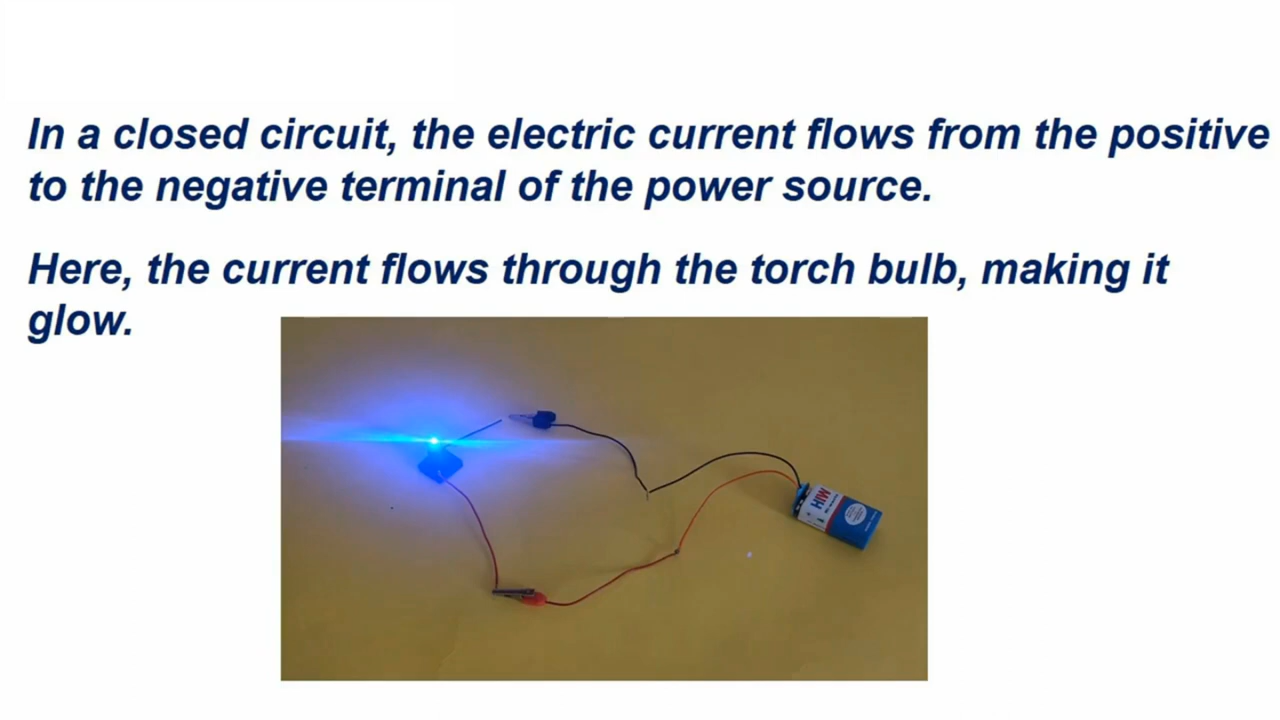 In a closed circuit, the electric current flows from the positive
to the negative terminal of the power source.
Here, the current flows through the torch bulb, making it
glow.
HIW